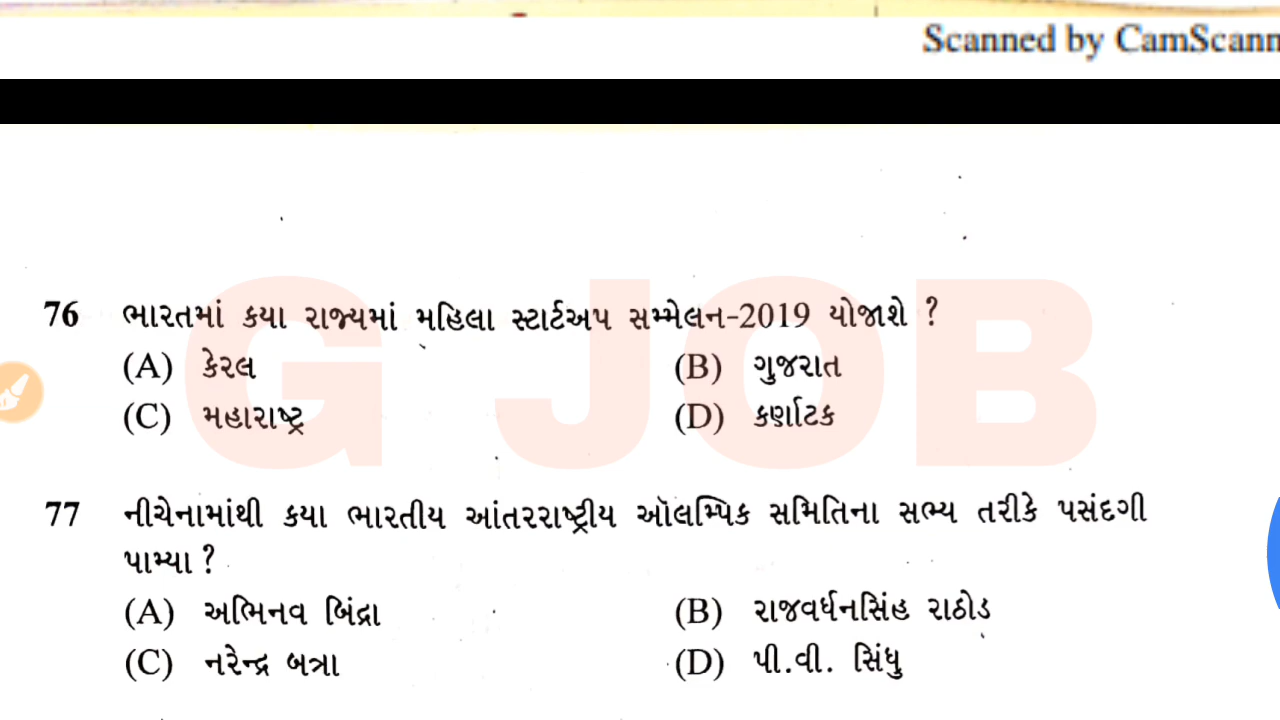 Scanned by CamScann
G JOB
76 ભારતમાં કયા રાજ્યમાં મહિલા સ્ટાર્ટઅપ સમ્મેલન-2019 યોજાશે ?
(A) કેરલ (B) ગુજરાત
(C) મહારાષ્ટ્ર (D) કર્ણાટક
77 નીચેનામાંથી કયા ભારતીય આંતરરાષ્ટ્રીય ઑલમ્પિક સમિતિના સભ્ય તરીકે પસંદગી
પામ્યા ?
(A) અભિનવ બિંદ્રા (B) રાજવર્ધનસિંહ રાઠોડ
(C) નરેન્દ્ર બત્રા (D) પી.વી. સિંધુ